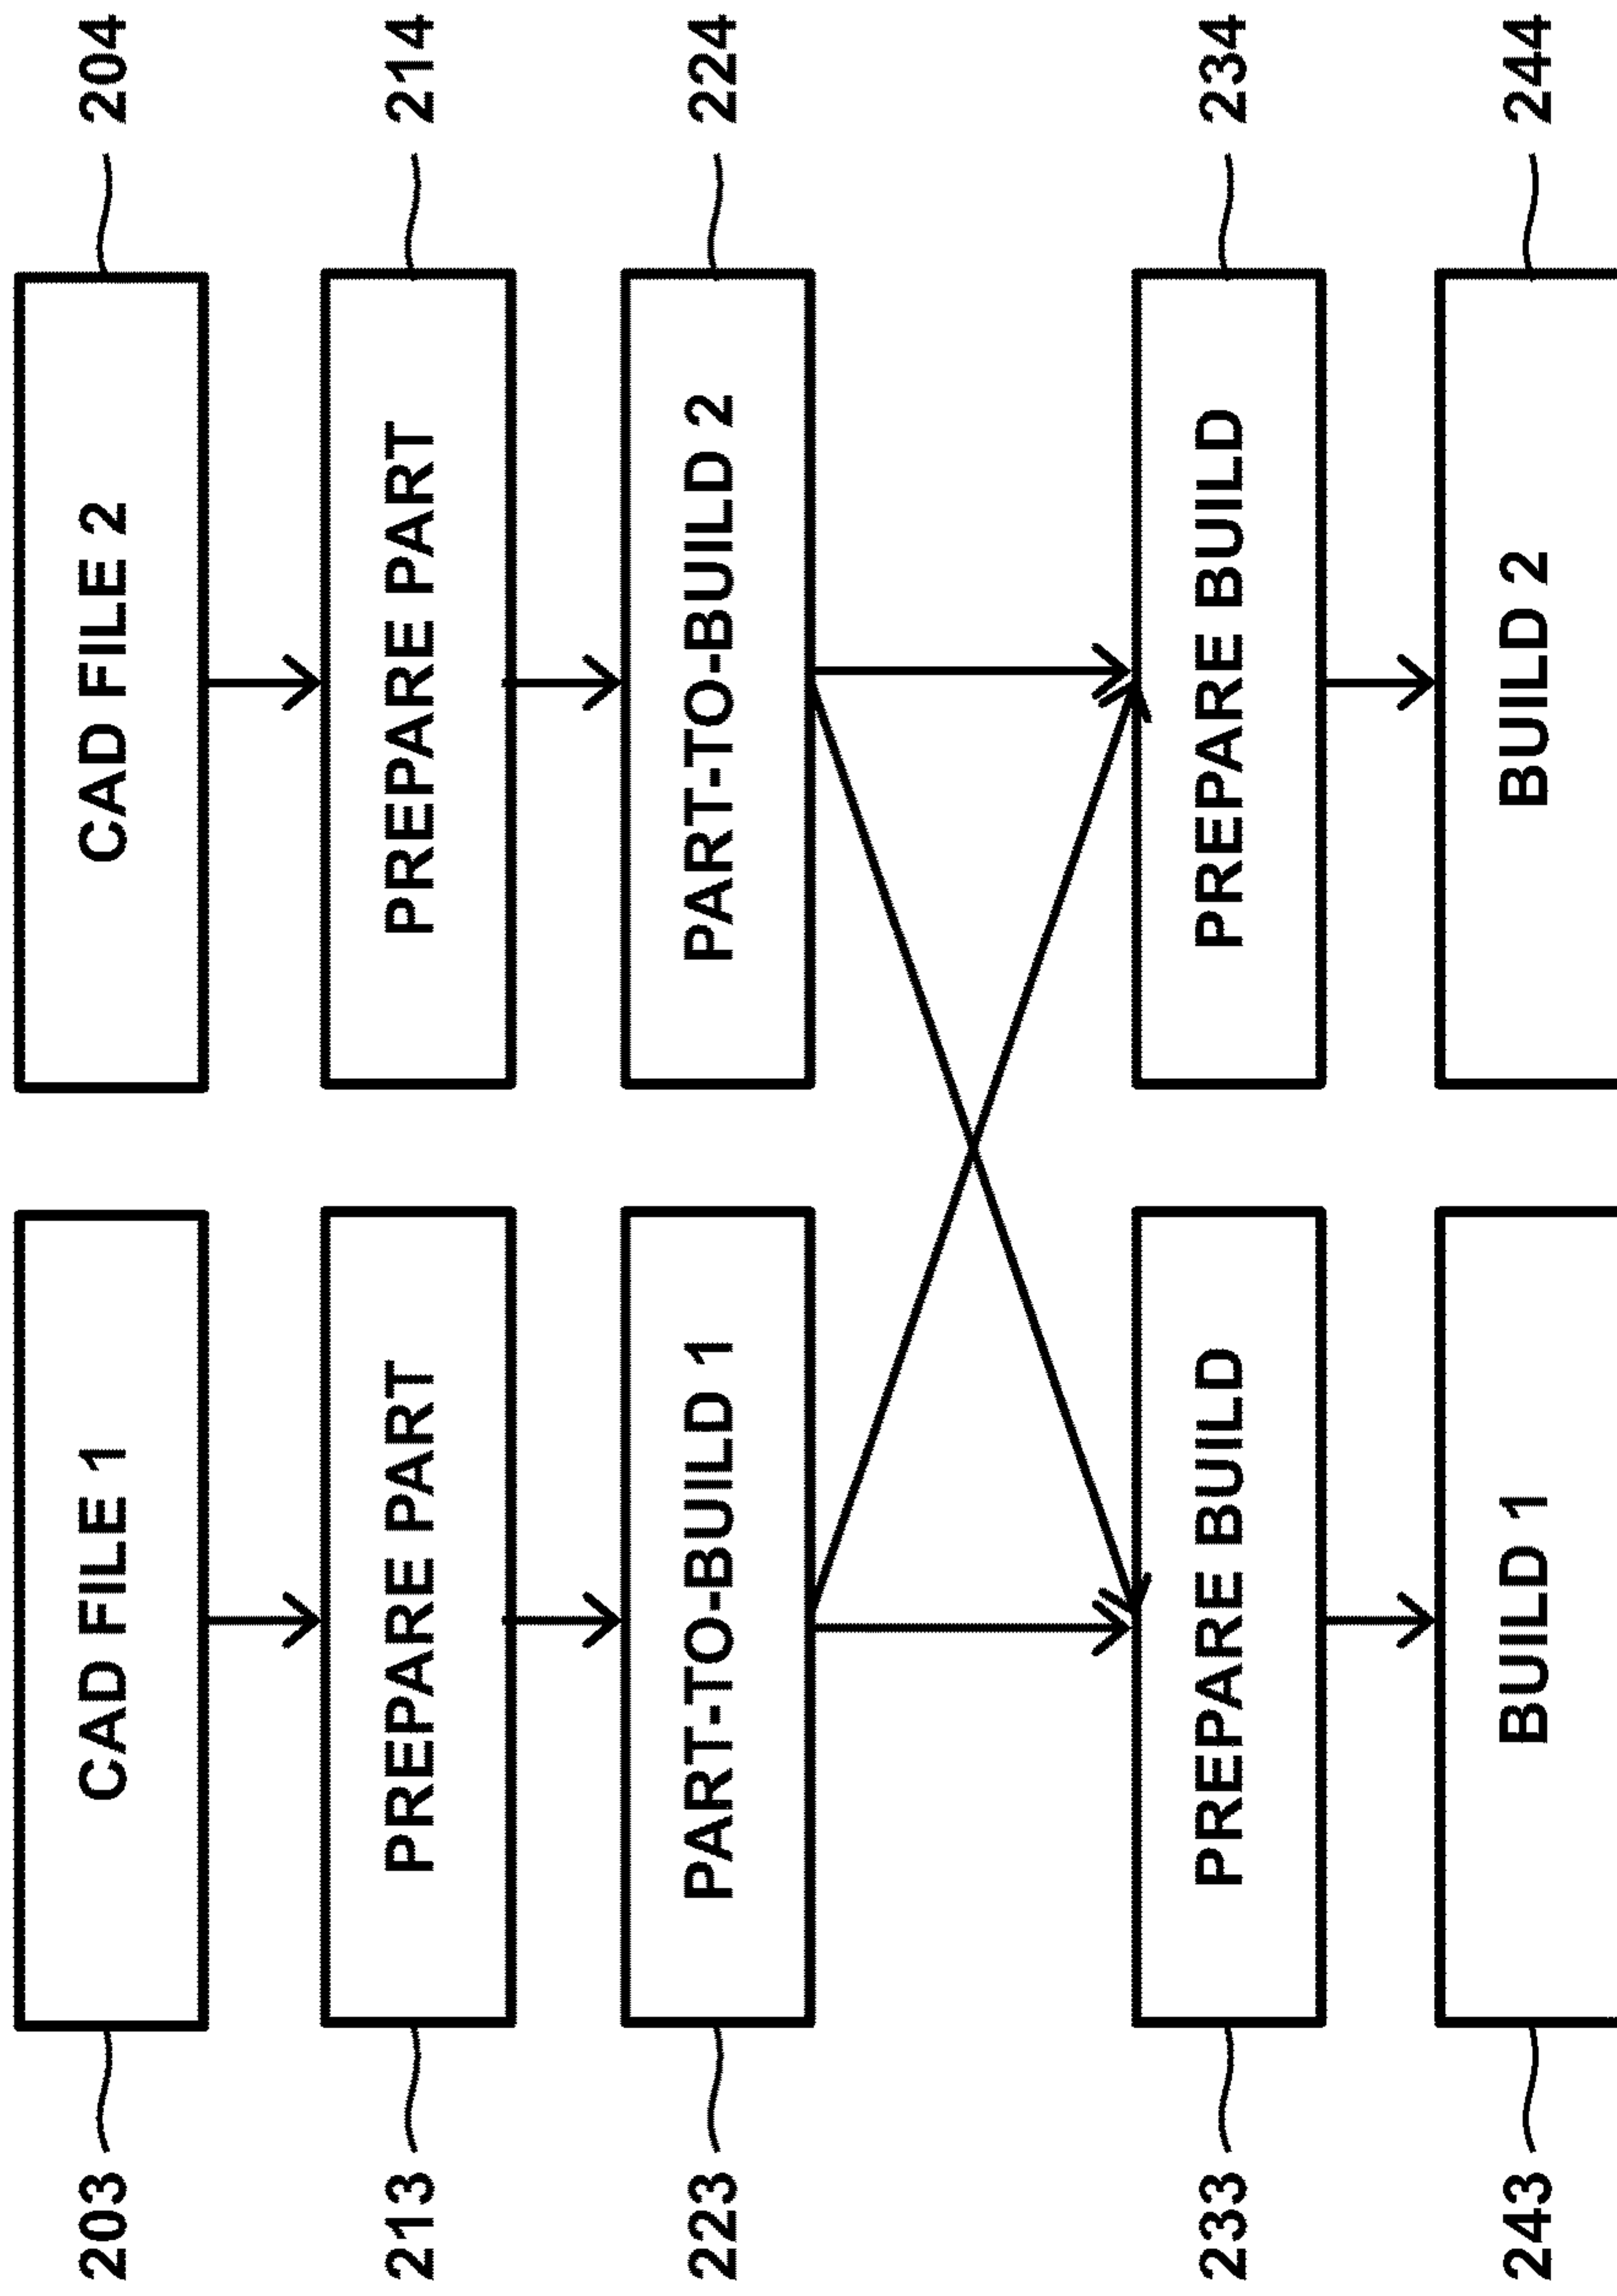 203
CAD FILE 1
CAD FILE 2
204
213
PREPARE PART
PREPARE PART
214
223
PART-TO-BUILD 1
PART-TO-BUILD 2
224
233
PREPARE BUILD
PREPARE BUILD
234
243
BUILD 1
BUILD 2
244